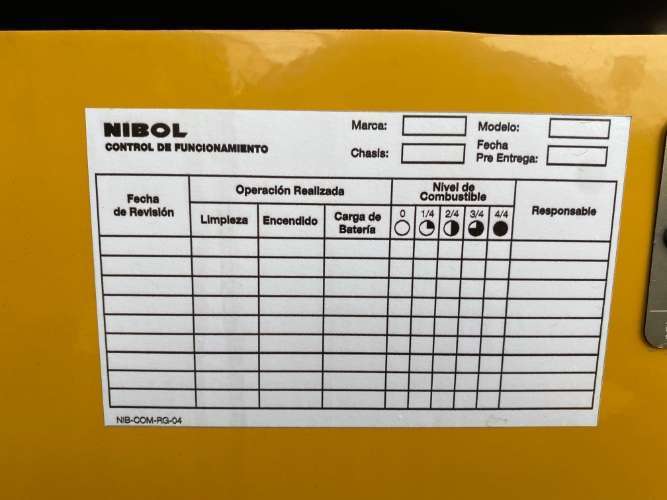 NIBOL
CONTROL DE FUNCIONAMIENTO
Marca:
Modelo:
Chasis:
Fecha
Pre Entrega:
Fecha
de Revisión
Operación Realizada
Nivel de
Combustible
Responsable
Limpieza
Encendido
Carga de
Batería
0 1/4 2/4 3/4 4/4
NIB-COM-RG-04